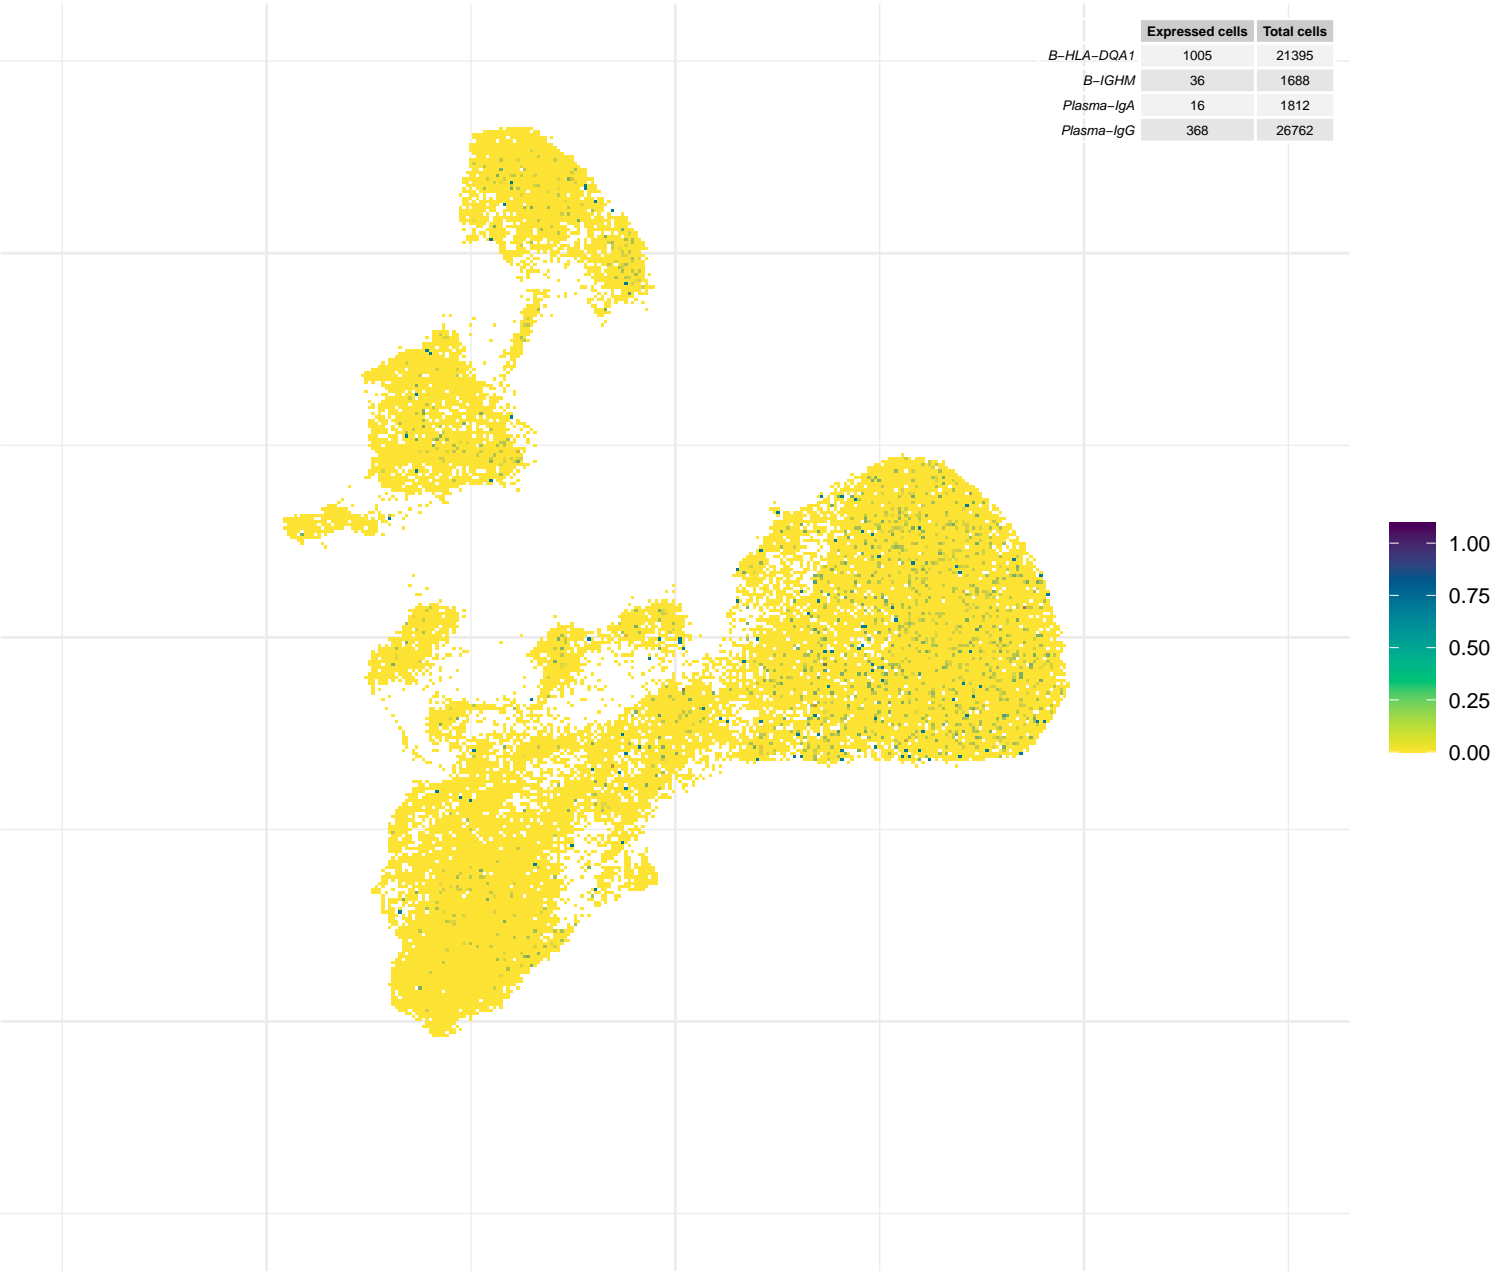 Expressed cells Total cells
B−HLA−DQA1 1005 21395
B−IGHM 36 1688
Plasma−IgA 16 1812
Plasma−IgG 368 26762
1.00
0.75
0.50
0.25
0.00